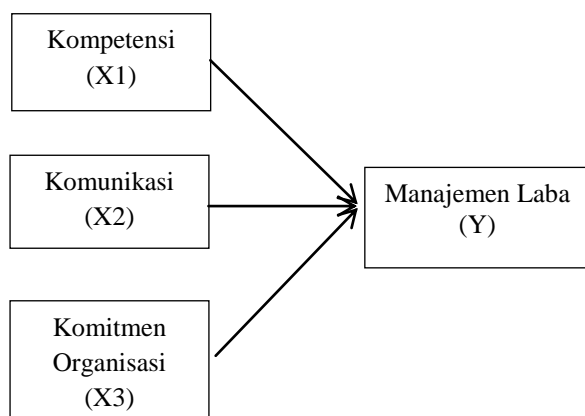 Kompetensi
(X1)
Komunikasi
(X2)
Manajemen Laba
(Y)
Komitmen
Organisasi
(X3)